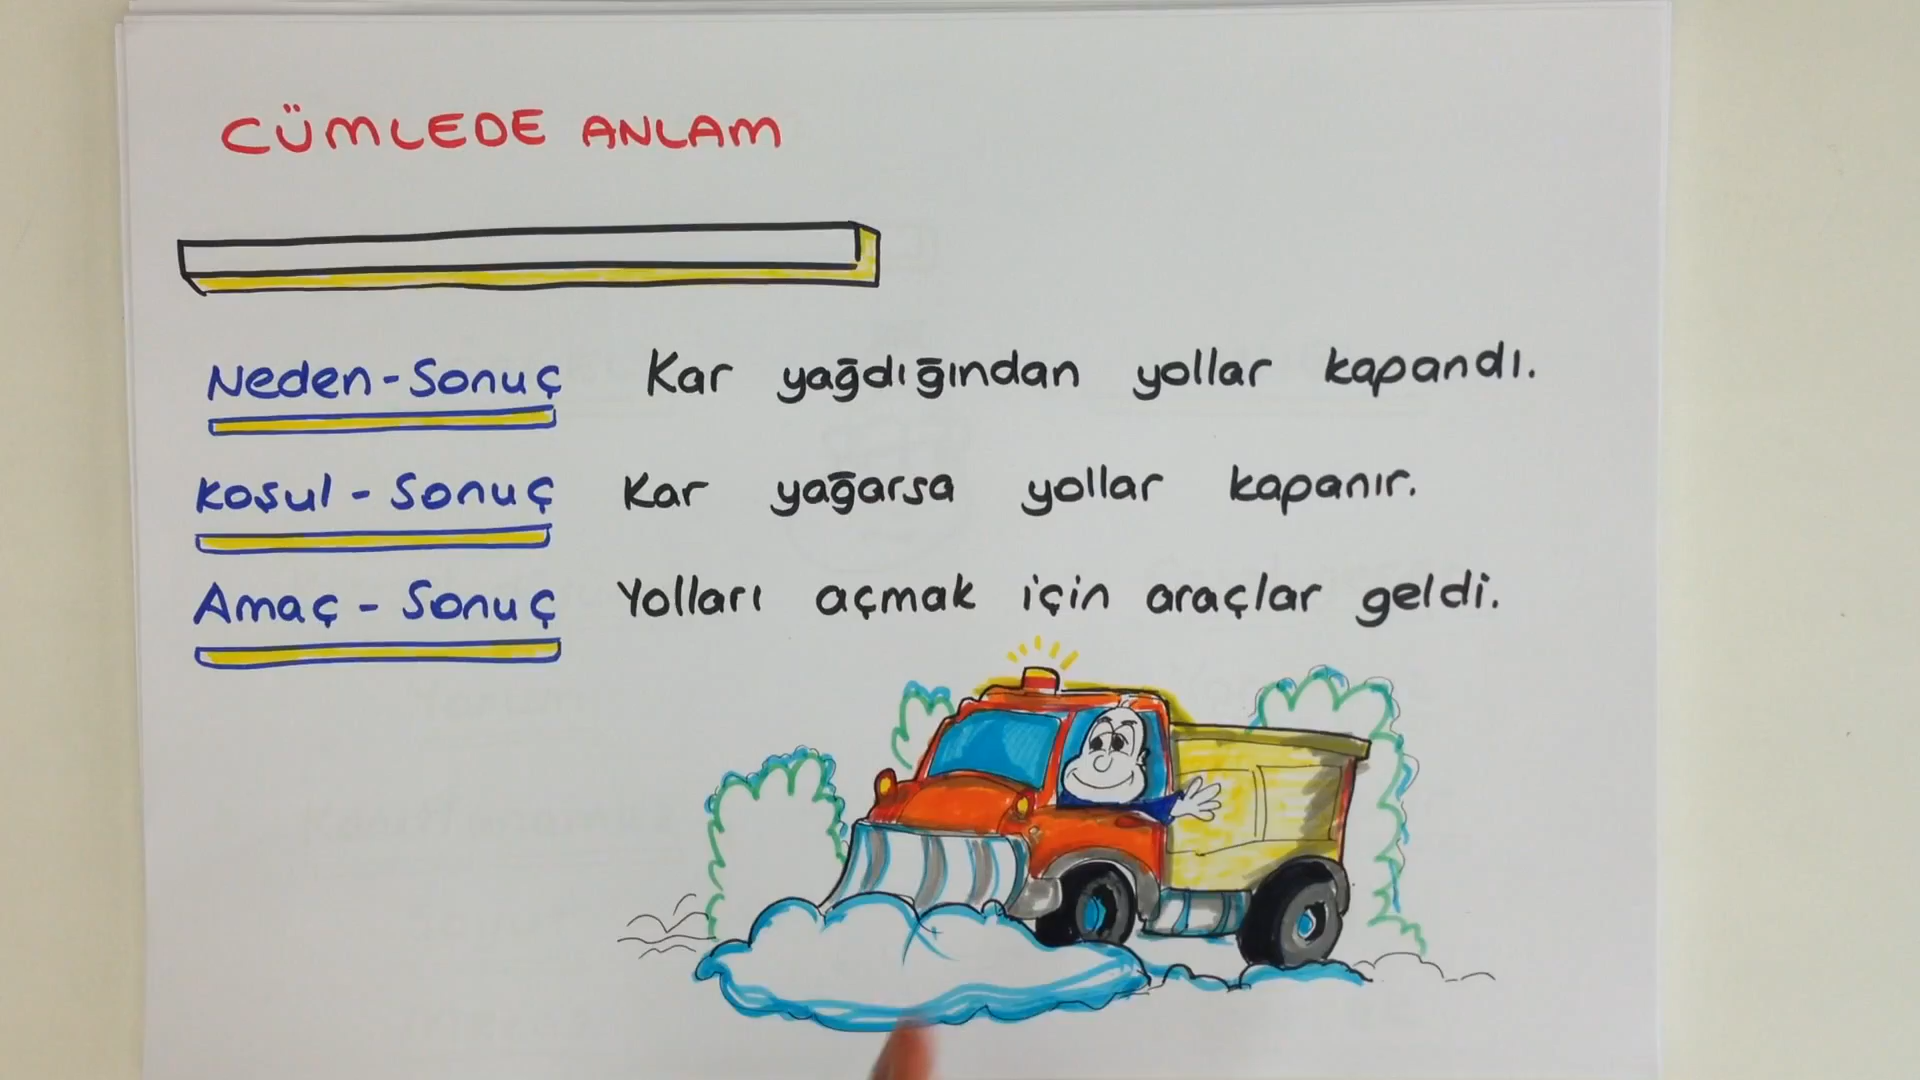 CÜMLEDE ANLAM
Neden-Sonuç Kar yağdığından yollar kapandı.
Koşul - Sonuç Kar yağarsa yollar kapanır.
Amaç - Sonuç Yolları açmak için araçlar geldi.